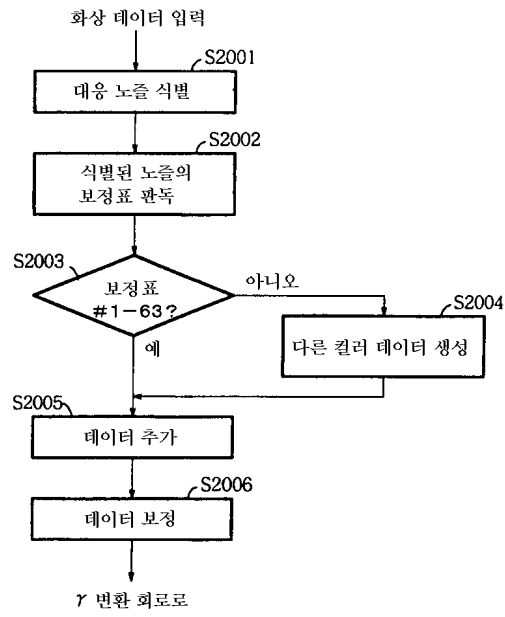 화상 데이터 입력
S2001
대응 노즐 식별
S2002
식별된 노즐의
보정표 판독
S2003
보정표
#1-63?
아니오
예
S2004
다른 컬러 데이터 생성
S2005
데이터 추가
S2006
데이터 보정
γ 변환 회로로